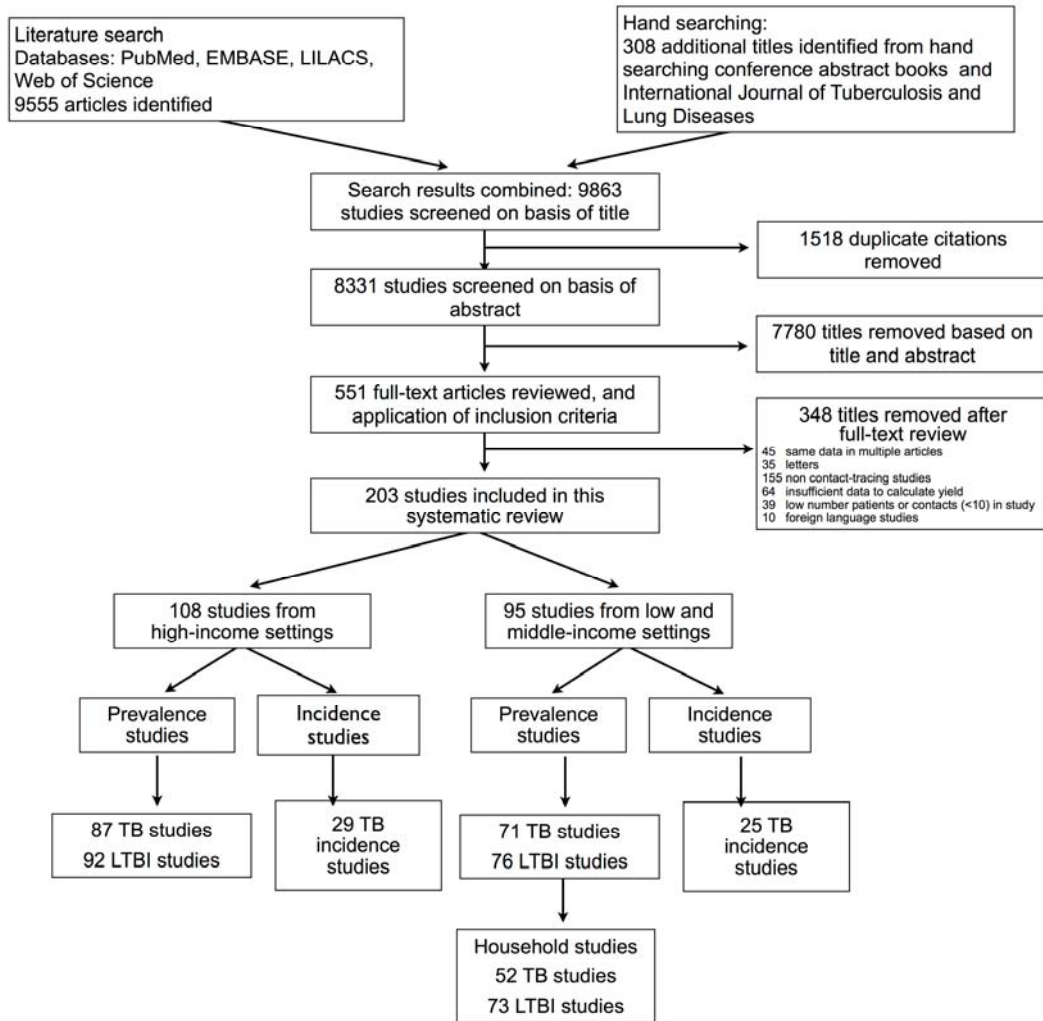 Literature search
Databases: PubMed, EMBASE, LILACS,
Web of Science
9555 articles identified
Hand searching:
308 additional titles identified from hand
searching conference abstract books and
International Journal of Tuberculosis and
Lung Diseases
Search results combined: 9863
studies screened on basis of title
1518 duplicate citations
removed
8331 studies screened on basis of
abstract
7780 titles removed based on
title and abstract
551 full-text articles reviewed, and
application of inclusion criteria
348 titles removed after
full-text review
45 same data in multiple articles
35 letters
155 non contact-tracing studies
64 insufficient data to calculate yield
39 low number patients or contacts (<10) in study
10 foreign language studies
203 studies included in this
systematic review
108 studies from
high-income settings
95 studies from low and
middle-income settings
Prevalence
studies
Incidence
studies
Prevalence
studies
Incidence
studies
87 TB studies
92 LTBI studies
29 TB
incidence
studies
71 TB studies
76 LTBI studies
25 TB
incidence
studies
Household studies
52 TB studies
73 LTBI studies